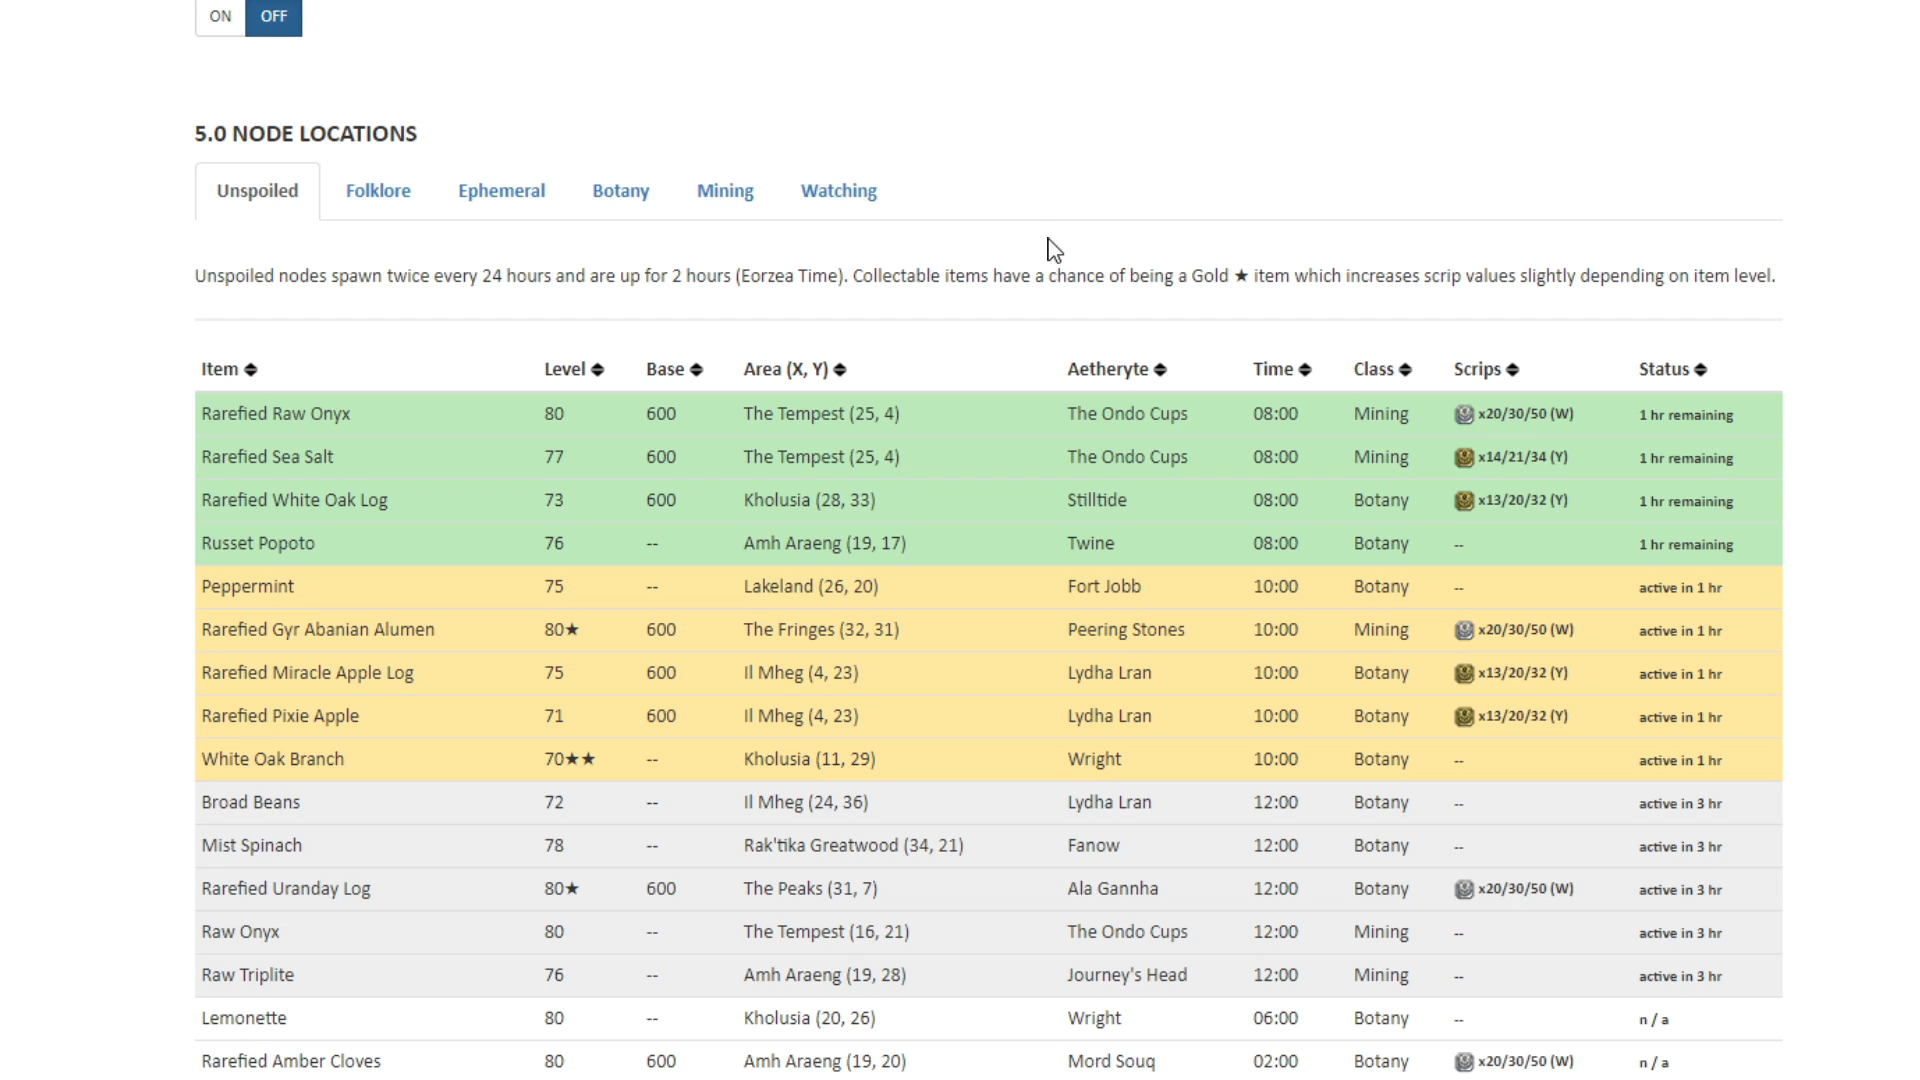 ON OFF
5.0 NODE LOCATIONS
Unspoiled Folklore Ephemeral Botany Mining Watching
Unspoiled nodes spawn twice every 24 hours and are up for 2 hours (Eorzea Time). Collectable items have a chance of being a Gold ★ item which increases scrip values slightly depending on item level.
Item Level Base Area (X, Y) Aetheryte Time Class Scrips Status
Rarefied Raw Onyx 80 600 The Tempest (25, 4) The Ondo Cups 08:00 Mining x20/30/50 (W) 1 hr remaining
Rarefied Sea Salt 77 600 The Tempest (25, 4) The Ondo Cups 08:00 Mining x14/21/34 (Y) 1 hr remaining
Rarefied White Oak Log 73 600 Kholusia (28, 33) Stilltide 08:00 Botany x13/20/32 (Y) 1 hr remaining
Russet Popoto 76 -- Amh Araeng (19, 17) Twine 08:00 Botany -- 1 hr remaining
Peppermint 75 -- Lakeland (26, 20) Fort Jobb 10:00 Botany -- active in 1 hr
Rarefied Gyr Abanian Alumen 80★ 600 The Fringes (32, 31) Peering Stones 10:00 Mining x20/30/50 (W) active in 1 hr
Rarefied Miracle Apple Log 75 600 Il Mheg (4, 23) Lydha Lran 10:00 Botany x13/20/32 (Y) active in 1 hr
Rarefied Pixie Apple 71 600 Il Mheg (4, 23) Lydha Lran 10:00 Botany x13/20/32 (Y) active in 1 hr
White Oak Branch 70★★ -- Kholusia (11, 29) Wright 10:00 Botany -- active in 1 hr
Broad Beans 72 -- Il Mheg (24, 36) Lydha Lran 12:00 Botany -- active in 3 hr
Mist Spinach 78 -- Rak'tika Greatwood (34, 21) Fanow 12:00 Botany -- active in 3 hr
Rarefied Uranday Log 80★ 600 The Peaks (31, 7) Ala Gannha 12:00 Botany x20/30/50 (W) active in 3 hr
Raw Onyx 80 -- The Tempest (16, 21) The Ondo Cups 12:00 Mining -- active in 3 hr
Raw Triplite 76 -- Amh Araeng (19, 28) Journey's Head 12:00 Mining -- active in 3 hr
Lemonette 80 -- Kholusia (20, 26) Wright 06:00 Botany -- n / a
Rarefied Amber Cloves 80 600 Amh Araeng (19, 20) Mord Souq 02:00 Botany x20/30/50 (W) n / a